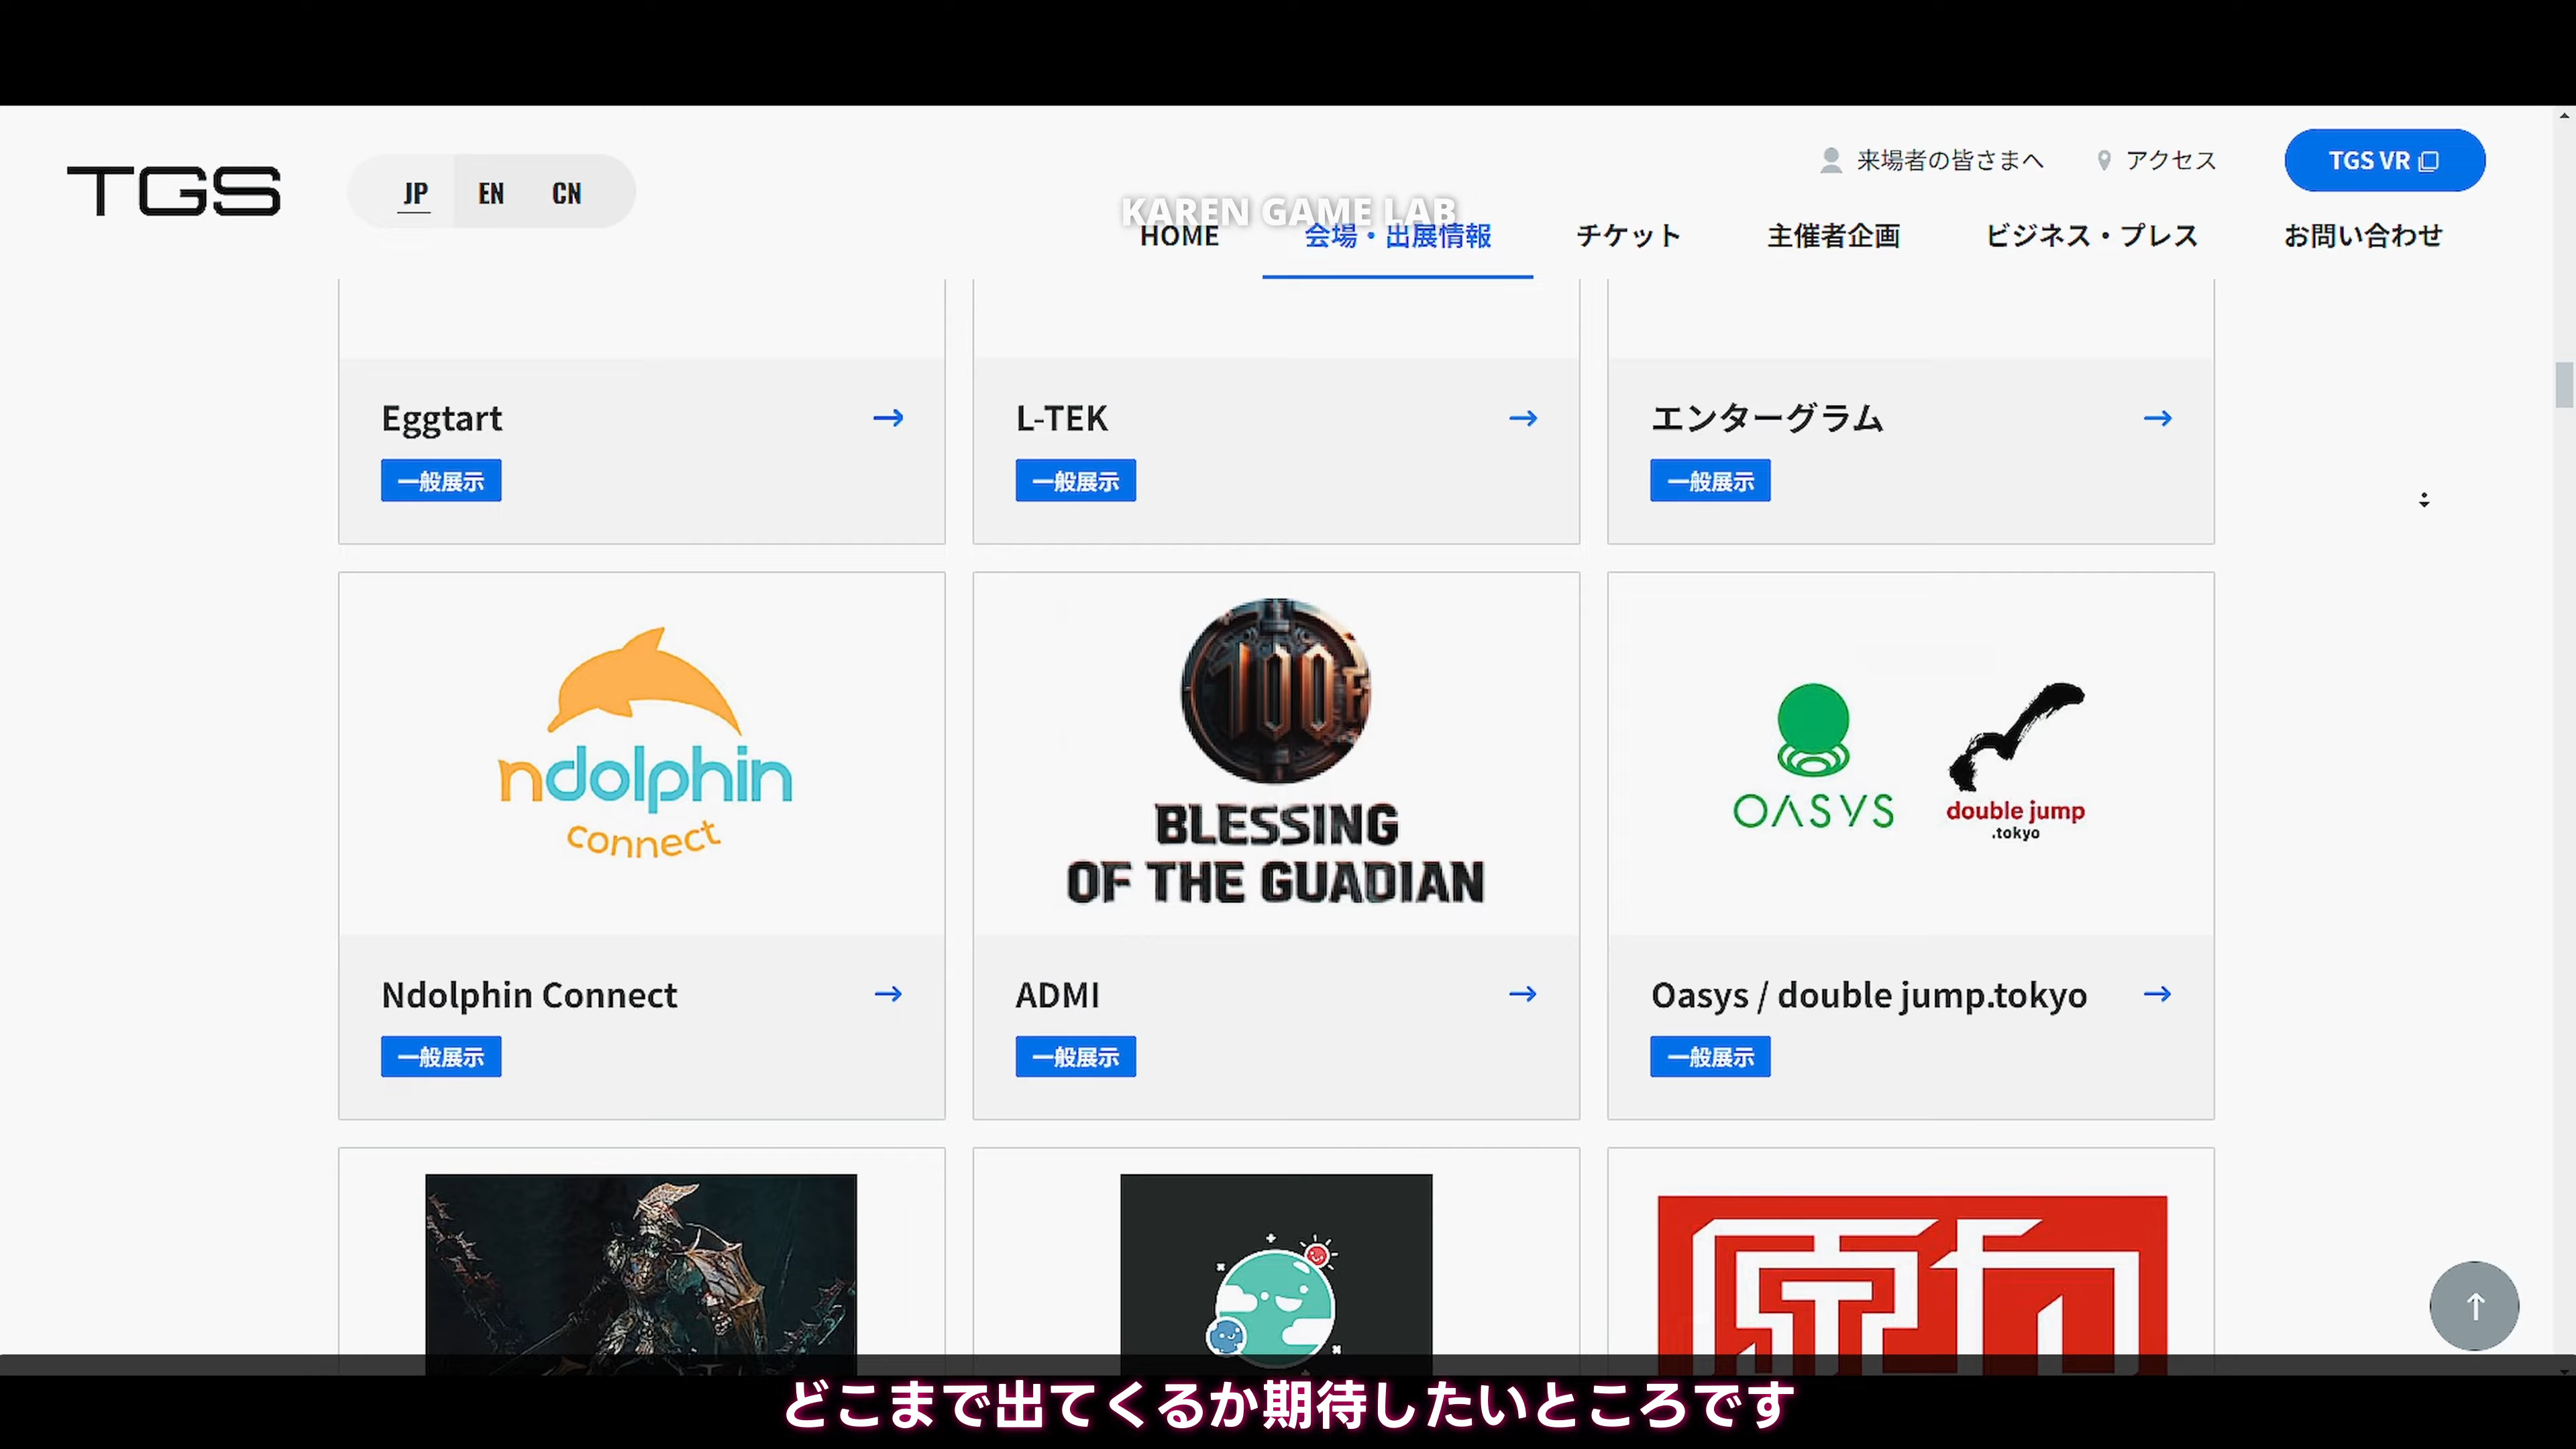 TGS
JP EN CN
来場者の皆さまへ
アクセス
TGS VR
KAREN GAME LAB
HOME
会場・出展情報
チケット
主催者企画
ビジネス・プレス
お問い合わせ
Eggtart
一般展示
L-TEK
一般展示
エンターグラム
一般展示
ndolphin
connect
Ndolphin Connect
一般展示
100F
BLESSING
OF THE GUADIAN
ADMI
一般展示
OASYS
double jump
.tokyo
Oasys / double jump.tokyo
一般展示
どこまで出てくるか期待したいところです